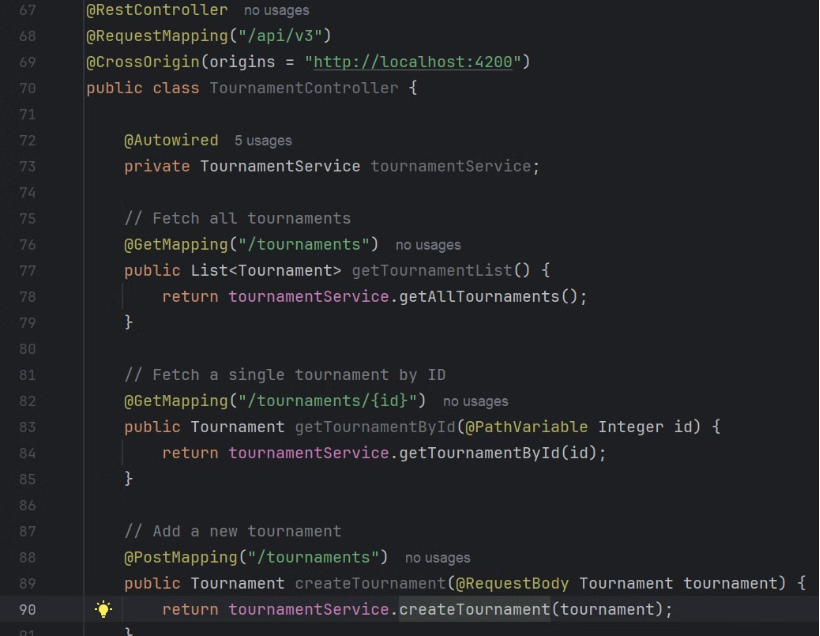 67 @RestController no usages
68 @RequestMapping("/api/v3")
69 @CrossOrigin(origins = "http://localhost:4200")
70 public class TournamentController {
71
72 @Autowired 5 usages
73 private TournamentService tournamentService;
74
75 // Fetch all tournaments
76 @GetMapping("/tournaments") no usages
77 public List<Tournament> getTournamentList() {
78 return tournamentService.getAllTournaments();
79 }
80
81 // Fetch a single tournament by ID
82 @GetMapping("/tournaments/{id}") no usages
83 public Tournament getTournamentById(@PathVariable Integer id) {
84 return tournamentService.getTournamentById(id);
85 }
86
87 // Add a new tournament
88 @PostMapping("/tournaments") no usages
89 public Tournament createTournament(@RequestBody Tournament tournament) {
90 return tournamentService.createTournament(tournament);
91 }